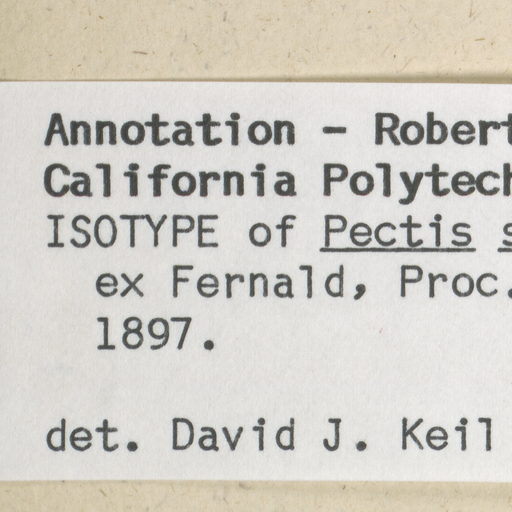 Annotation - Robert
California Polytech
ISOTYPE of Pectis s
ex Fernald, Proc.
1897.
det. David J. Keil